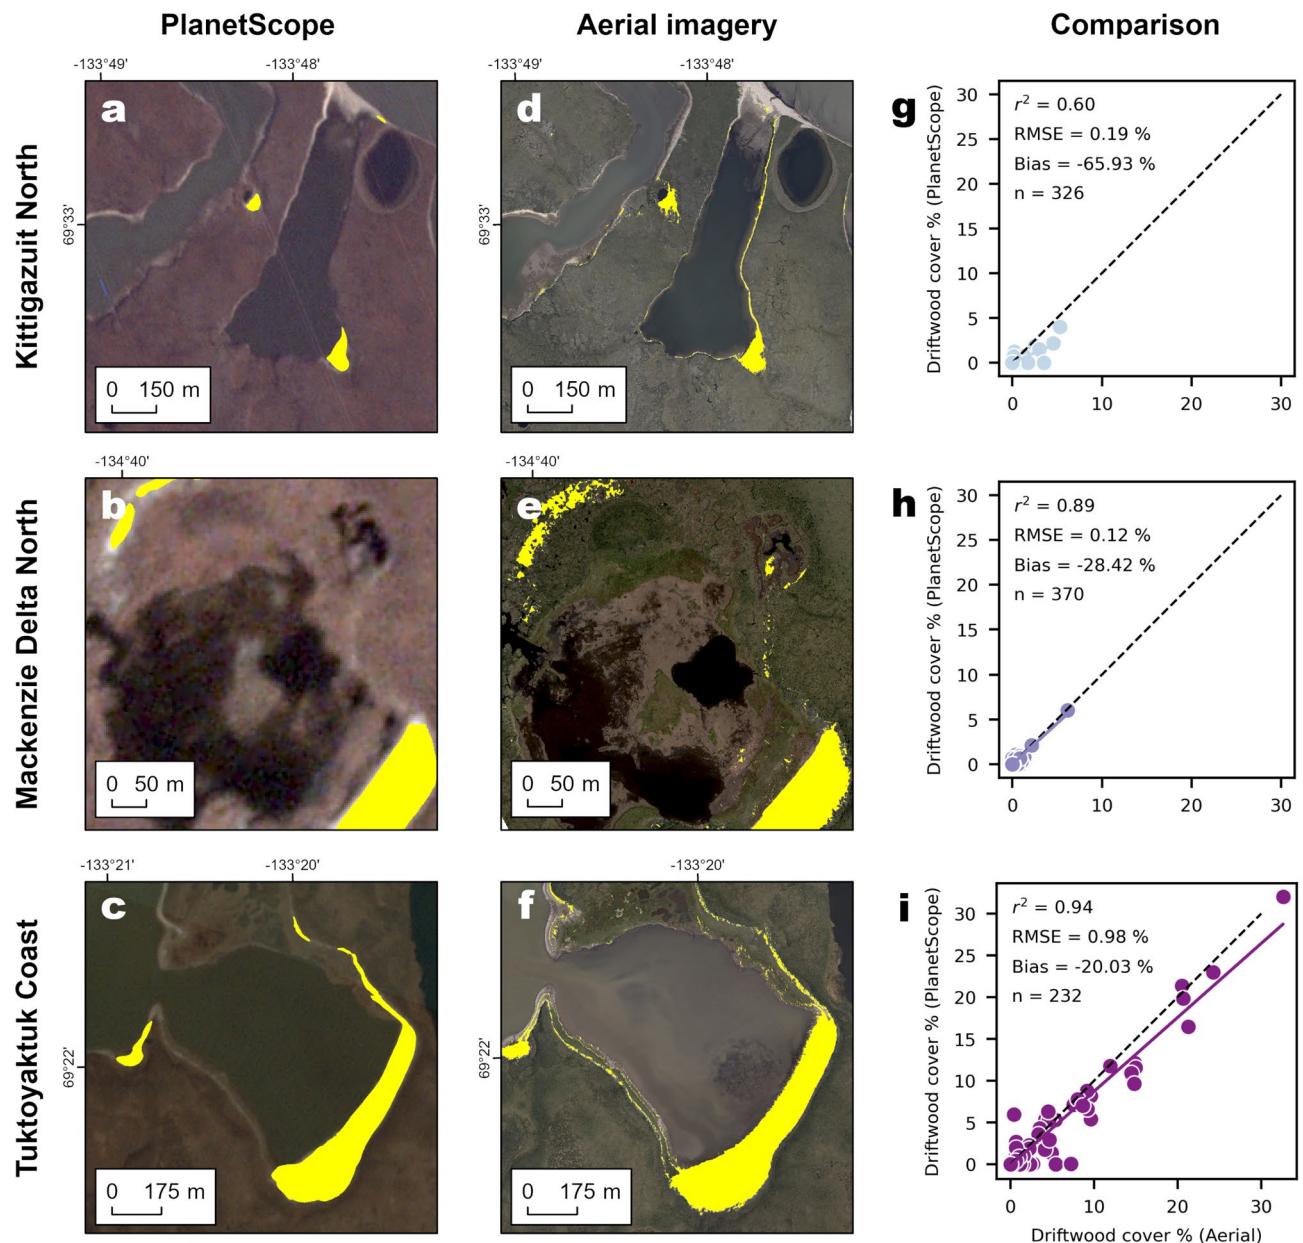 PlanetScope
Aerial imagery
Comparison
Kittigazuit North
-133°49'
-133°48'
69°33'
a
0 150 m
-133°49'
-133°48'
69°33'
d
0 150 m
g
Driftwood cover % (PlanetScope)
r² = 0.60
RMSE = 0.19 %
Bias = -65.93 %
n = 326
30
25
20
15
10
5
0
0 10 20 30
Mackenzie Delta North
-134°40'
b
0 50 m
-134°40'
e
0 50 m
h
Driftwood cover % (PlanetScope)
r² = 0.89
RMSE = 0.12 %
Bias = -28.42 %
n = 370
30
25
20
15
10
5
0
0 10 20 30
Tuktoyaktuk Coast
-133°21'
-133°20'
69°22'
c
0 175 m
-133°20'
69°22'
f
0 175 m
i
Driftwood cover % (PlanetScope)
r² = 0.94
RMSE = 0.98 %
Bias = -20.03 %
n = 232
30
25
20
15
10
5
0
0 10 20 30
Driftwood cover % (Aerial)